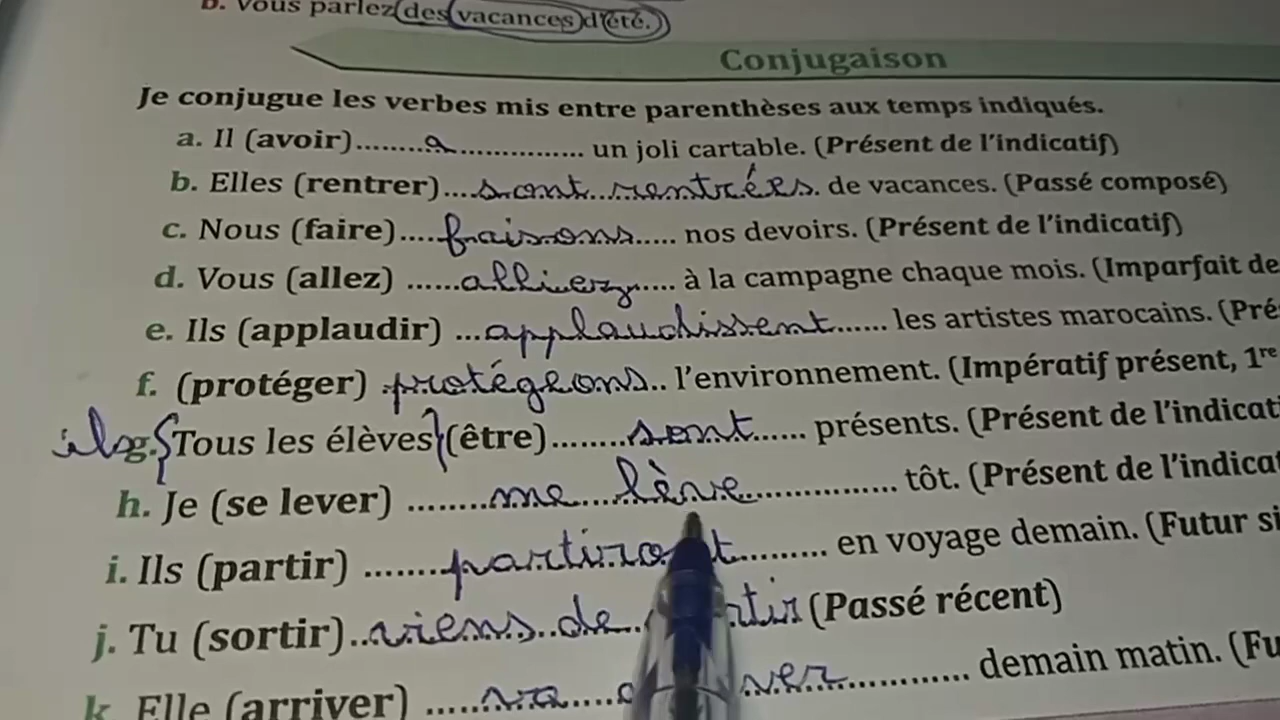 b. Vous parlez des vacances d'été.
Conjugaison
Je conjugue les verbes mis entre parenthèses aux temps indiqués.
a. Il (avoir)........a................. un joli cartable. (Présent de l'indicatif)
b. Elles (rentrer)....sont rentrées. de vacances. (Passé composé)
c. Nous (faire).....faisons..... nos devoirs. (Présent de l'indicatif)
d. Vous (allez) ......alliez..... à la campagne chaque mois. (Imparfait de
e. Ils (applaudir) ...applaudissent...... les artistes marocains. (Pré
f. (protéger) protégeons.. l'environnement. (Impératif présent, 1re
ils g. {Tous les élèves} (être)........sont...... présents. (Présent de l'indicat
h. Je (se lever) ........me lève............... tôt. (Présent de l'indica
i. Ils (partir) ........partiront......... en voyage demain. (Futur si
j. Tu (sortir)..viens de rtir (Passé récent)
k. Elle (arriver) .....va ver............ demain matin. (Fu